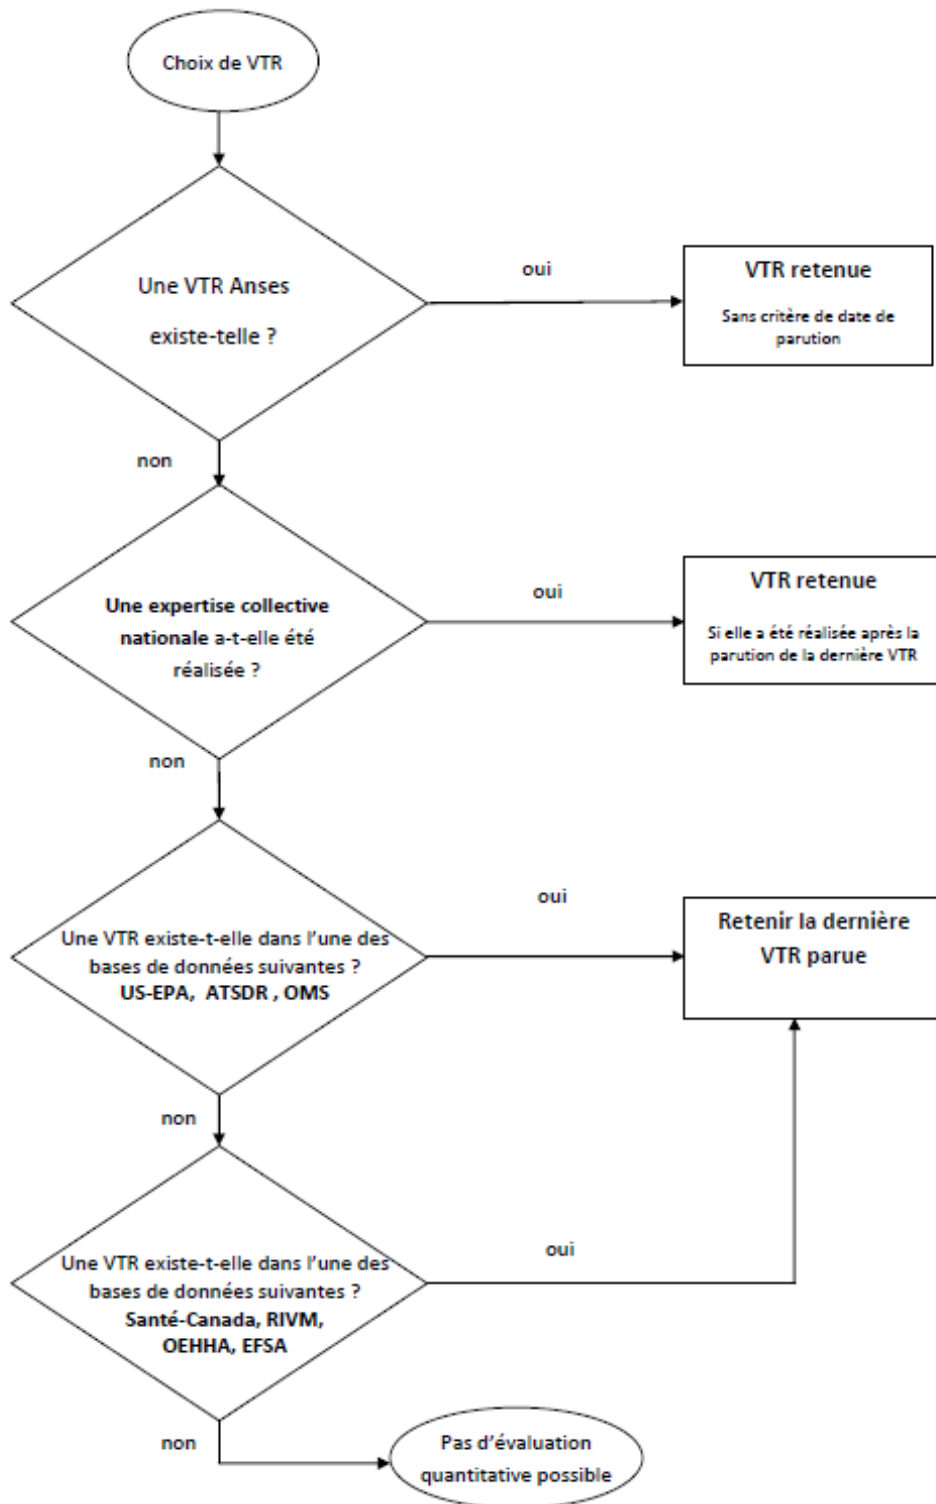 Choix de VTR
Une VTR Anses
existe-telle ?
oui
VTR retenue
Sans critère de date de
parution
non
Une expertise collective
nationale a-t-elle été
réalisée ?
oui
VTR retenue
Si elle a été réalisée après la
parution de la dernière VTR
non
Une VTR existe-t-elle dans l'une des
bases de données suivantes ?
US-EPA, ATSDR , OMS
oui
Retenir la dernière
VTR parue
non
Une VTR existe-t-elle dans l'une des
bases de données suivantes ?
Santé-Canada, RIVM,
OEHHA, EFSA
oui
non
Pas d'évaluation
quantitative possible